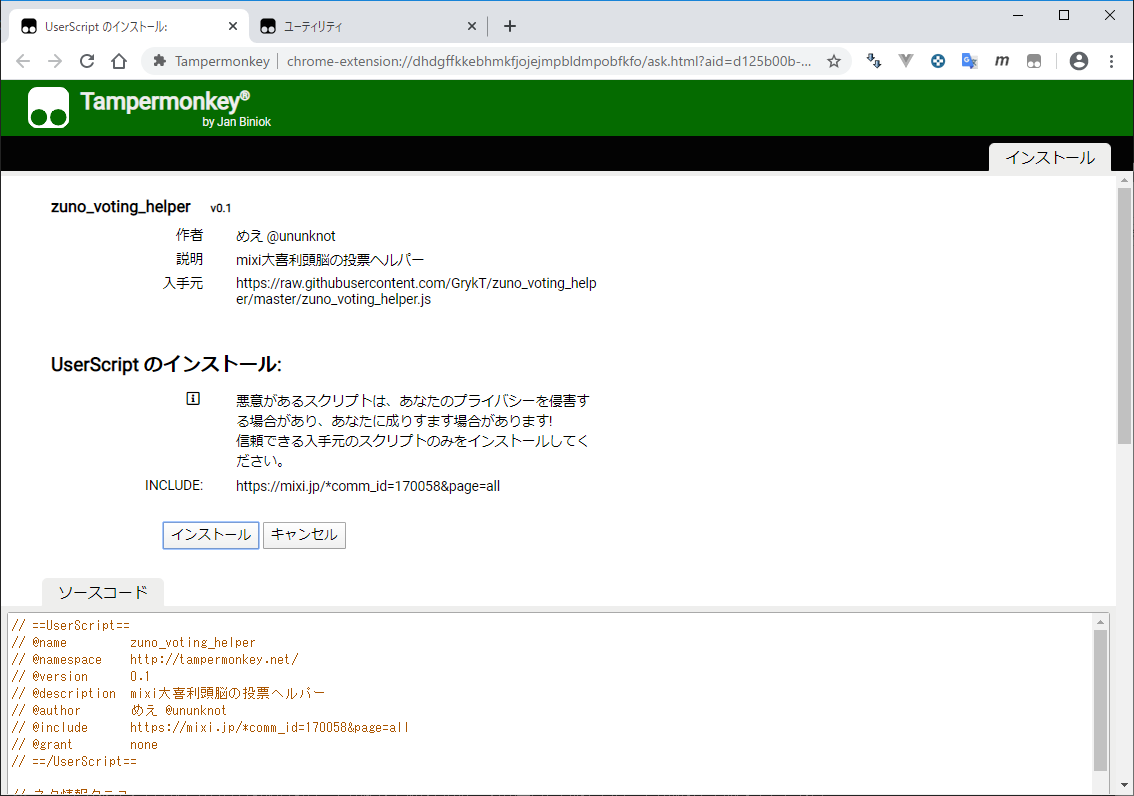 UserScript のインストール:
ユーティリティ
Tampermonkey
chrome-extension://dhdgffkkebhmkfjojejmpbldmpobfkfo/ask.html?aid=d125b00b-...
m
Tampermonkey®
by Jan Biniok
インストール
zuno_voting_helper v0.1
作者 めえ @ununknot
説明 mixi大喜利頭脳の投票ヘルパー
入手元 https://raw.githubusercontent.com/GrykT/zuno_voting_help
er/master/zuno_voting_helper.js
UserScript のインストール:
悪意があるスクリプトは、あなたのプライバシーを侵害す
る場合があり、あなたに成りすます場合があります!
信頼できる入手元のスクリプトのみをインストールしてく
ださい。
INCLUDE: https://mixi.jp/*comm_id=170058&page=all
インストール キャンセル
ソースコード
// ==UserScript==
// @name zuno_voting_helper
// @namespace http://tampermonkey.net/
// @version 0.1
// @description mixi大喜利頭脳の投票ヘルパー
// @author めえ @ununknot
// @include https://mixi.jp/*comm_id=170058&page=all
// @grant none
// ==/UserScript==